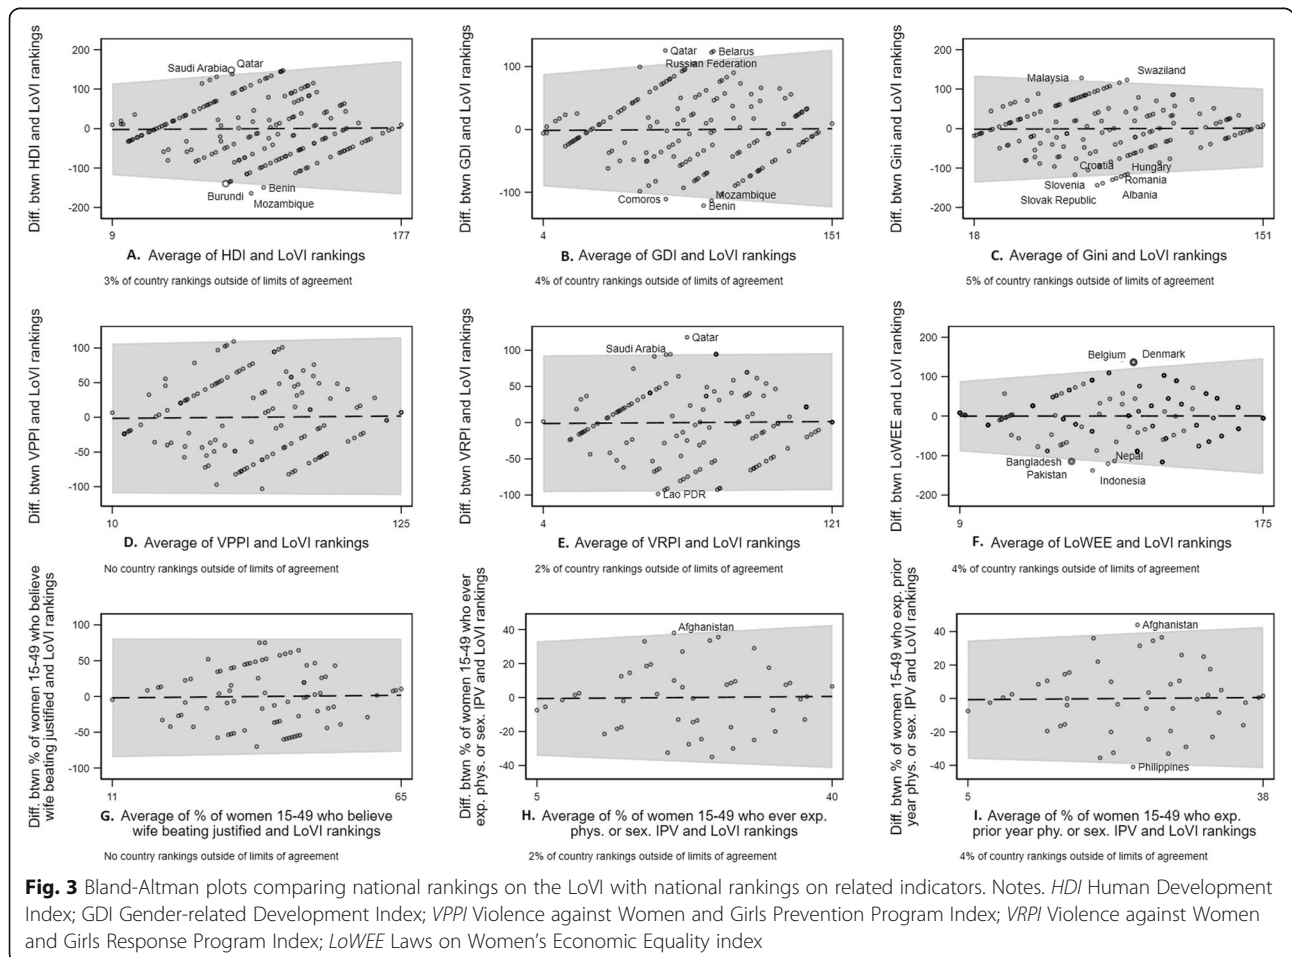 Diff. btwn HDI and LoVI rankings
200
100
0
-100
-200
Saudi Arabia
Qatar
Burundi
Benin
Mozambique
9
177
A. Average of HDI and LoVI rankings
3% of country rankings outside of limits of agreement
Diff. btwn GDI and LoVI rankings
100
0
-100
Qatar
Belarus
Russian Federation
Comoros
Mozambique
Benin
4
151
B. Average of GDI and LoVI rankings
4% of country rankings outside of limits of agreement
Diff. btwn Gini and LoVI rankings
200
100
0
-100
-200
Malaysia
Swaziland
Croatia
Hungary
Slovenia
Romania
Slovak Republic
Albania
18
151
C. Average of Gini and LoVI rankings
5% of country rankings outside of limits of agreement
Diff. btwn VPPI and LoVI rankings
100
50
0
-50
-100
10
125
D. Average of VPPI and LoVI rankings
No country rankings outside of limits of agreement
Diff. btwn VRPI and LoVI rankings
100
50
0
-50
-100
Qatar
Saudi Arabia
Lao PDR
4
121
E. Average of VRPI and LoVI rankings
2% of country rankings outside of limits of agreement
Diff. btwn LoWEE and LoVI rankings
200
100
0
-100
-200
Belgium
Denmark
Bangladesh
Nepal
Pakistan
Indonesia
9
175
F. Average of LoWEE and LoVI rankings
4% of country rankings outside of limits of agreement
Diff. btwn % of women 15-49 who believe
wife beating justified and LoVI rankings
100
50
0
-50
-100
11
65
G. Average of % of women 15-49 who believe
wife beating justified and LoVI rankings
No country rankings outside of limits of agreement
Diff. btwn % of women 15-49 who ever
exp. phys. or sex. IPV and LoVI rankings
40
20
0
-20
-40
Afghanistan
5
40
H. Average of % of women 15-49 who ever exp.
phys. or sex. IPV and LoVI rankings
2% of country rankings outside of limits of agreement
Diff. btwn % of women 15-49 who exp. prior
year phys. or sex. IPV and LoVI rankings
40
20
0
-20
-40
Afghanistan
Philippines
5
38
I. Average of % of women 15-49 who exp.
prior year phy. or sex. IPV and LoVI rankings
4% of country rankings outside of limits of agreement
Fig. 3 Bland-Altman plots comparing national rankings on the LoVI with national rankings on related indicators. Notes. HDI Human Development
Index; GDI Gender-related Development Index; VPPI Violence against Women and Girls Prevention Program Index; VRPI Violence against Women
and Girls Response Program Index; LoWEE Laws on Women's Economic Equality index